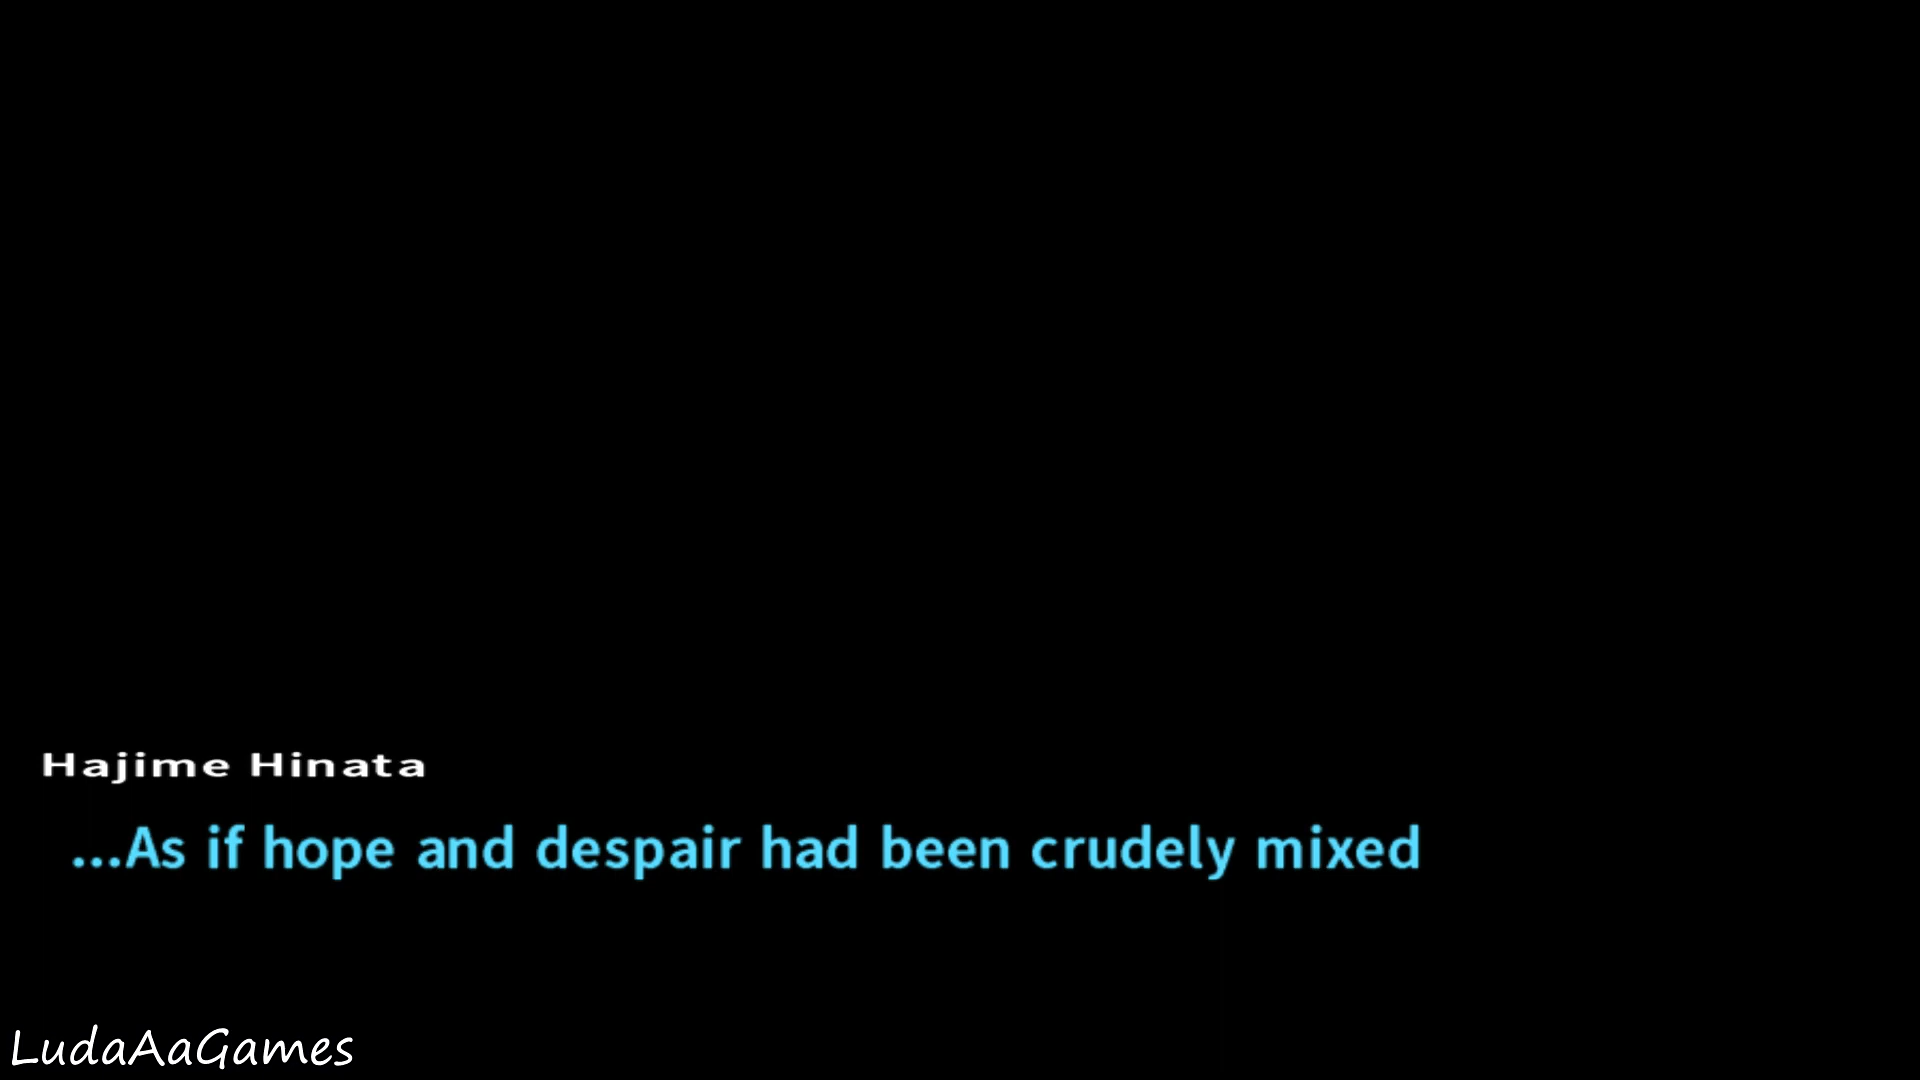 Hajime Hinata
...As if hope and despair had been crudely mixed
LudaAaGames